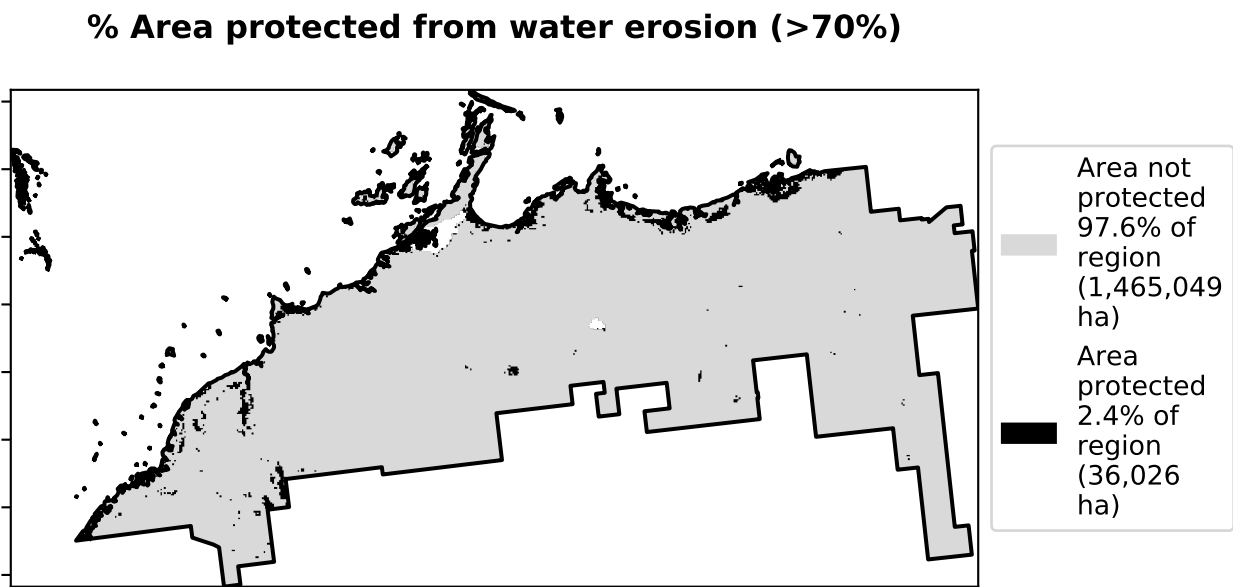 % Area protected from water erosion (>70%)
Area not
protected
97.6% of
region
(1,465,049
ha)
Area
protected
2.4% of
region
(36,026
ha)